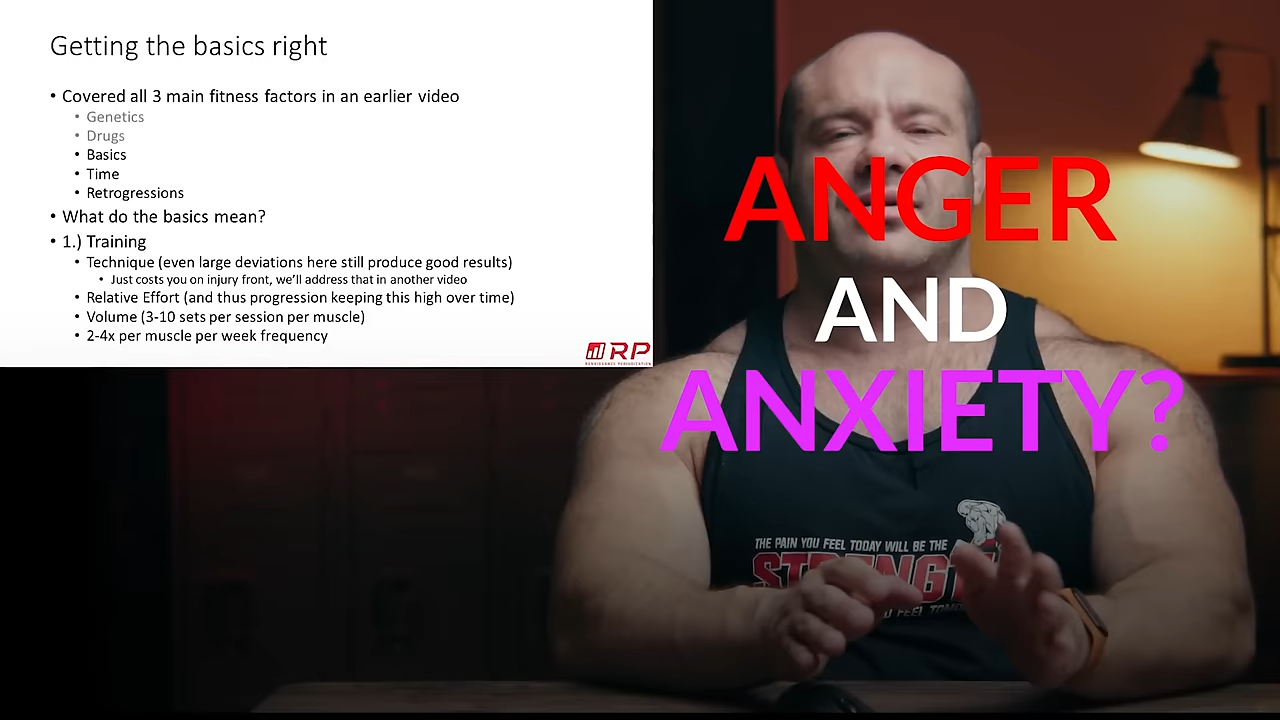 Getting the basics right
• Covered all 3 main fitness factors in an earlier video
• Genetics
• Drugs
• Basics
• Time
• Retrogressions
• What do the basics mean?
• 1.) Training
• Technique (even large deviations here still produce good results)
• Just costs you on injury front, we'll address that in another video
• Relative Effort (and thus progression keeping this high over time)
• Volume (3-10 sets per session per muscle)
• 2-4x per muscle per week frequency
RP
RENAISSANCE PERIODIZATION
ANGER
AND
ANXIETY?
THE PAIN YOU FEEL TODAY WILL BE THE
STRENGTH
U FEEL